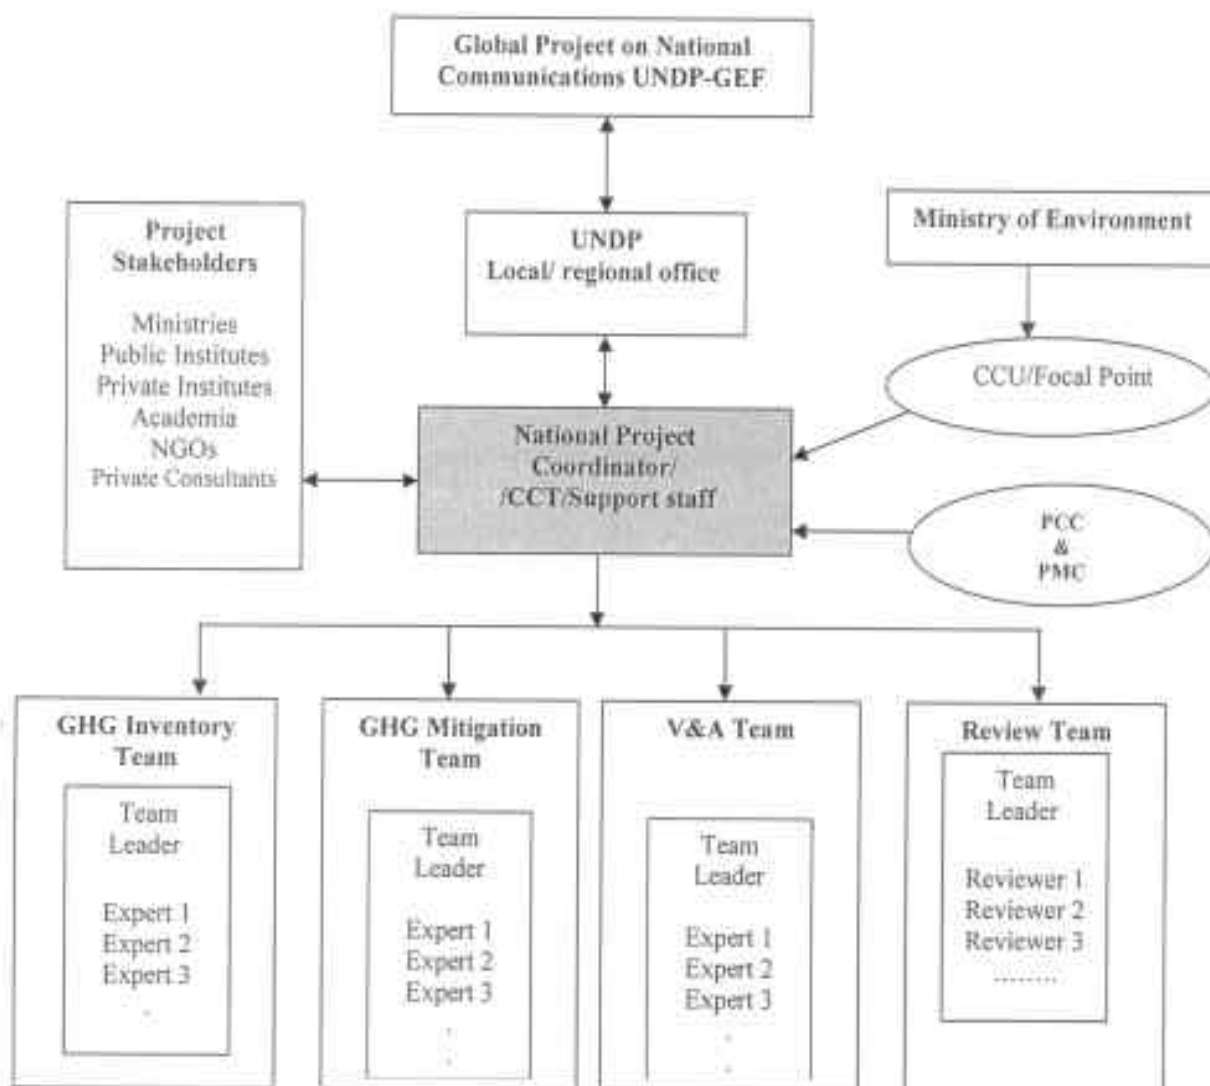 Global Project on National
Communications UNDP-GEF
Project
Stakeholders
Ministries
Public Institutes
Private Institutes
Academia
NGOs
Private Consultants
UNDP
Local/ regional office
Ministry of Environment
CCU/Focal Point
National Project
Coordinator/
/CCT/Support staff
PCC
&
PMC
GHG Inventory
Team
Team
Leader
Expert 1
Expert 2
Expert 3
.
GHG Mitigation
Team
Team
Leader
Expert 1
Expert 2
Expert 3
.
.
V&A Team
Team
Leader
Expert 1
Expert 2
Expert 3
.
.
Review Team
Team
Leader
Reviewer 1
Reviewer 2
Reviewer 3
........